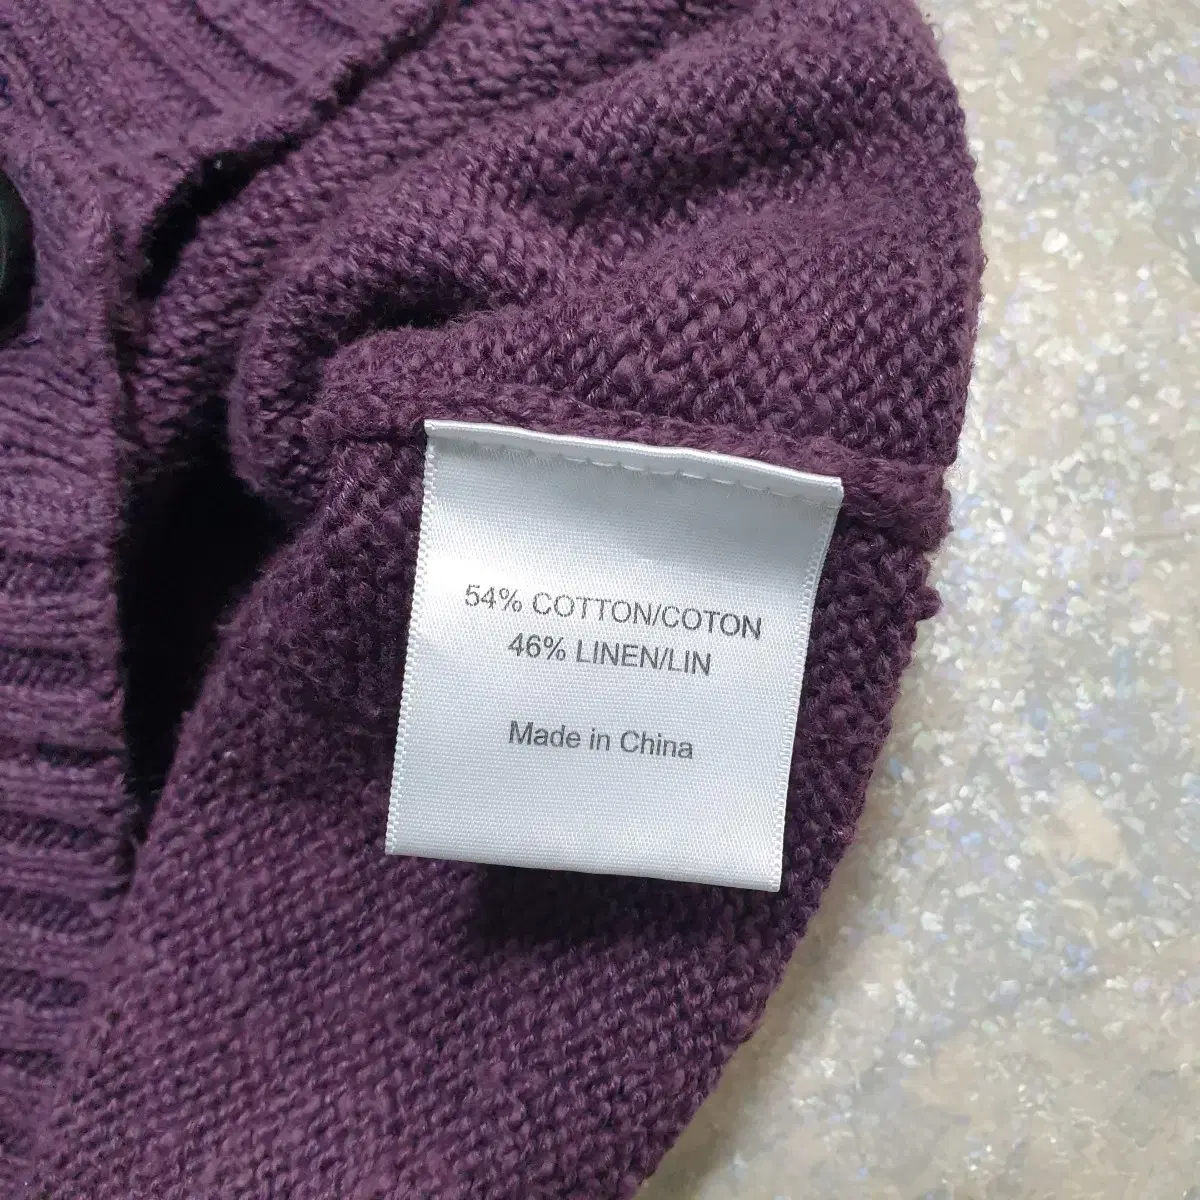 54% COTTON/COTON
46% LINEN/LIN
Made in China